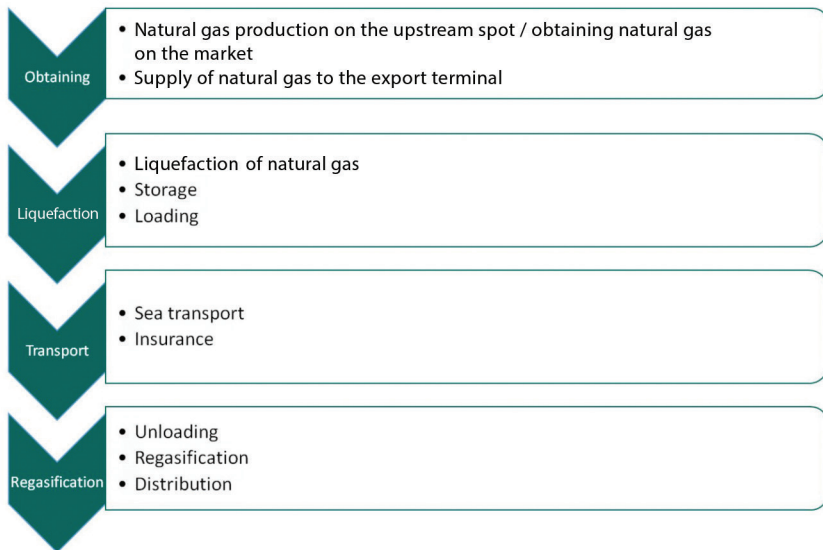 Obtaining
• Natural gas production on the upstream spot / obtaining natural gas
on the market
• Supply of natural gas to the export terminal
Liquefaction
• Liquefaction of natural gas
• Storage
• Loading
Transport
• Sea transport
• Insurance
Regasification
• Unloading
• Regasification
• Distribution